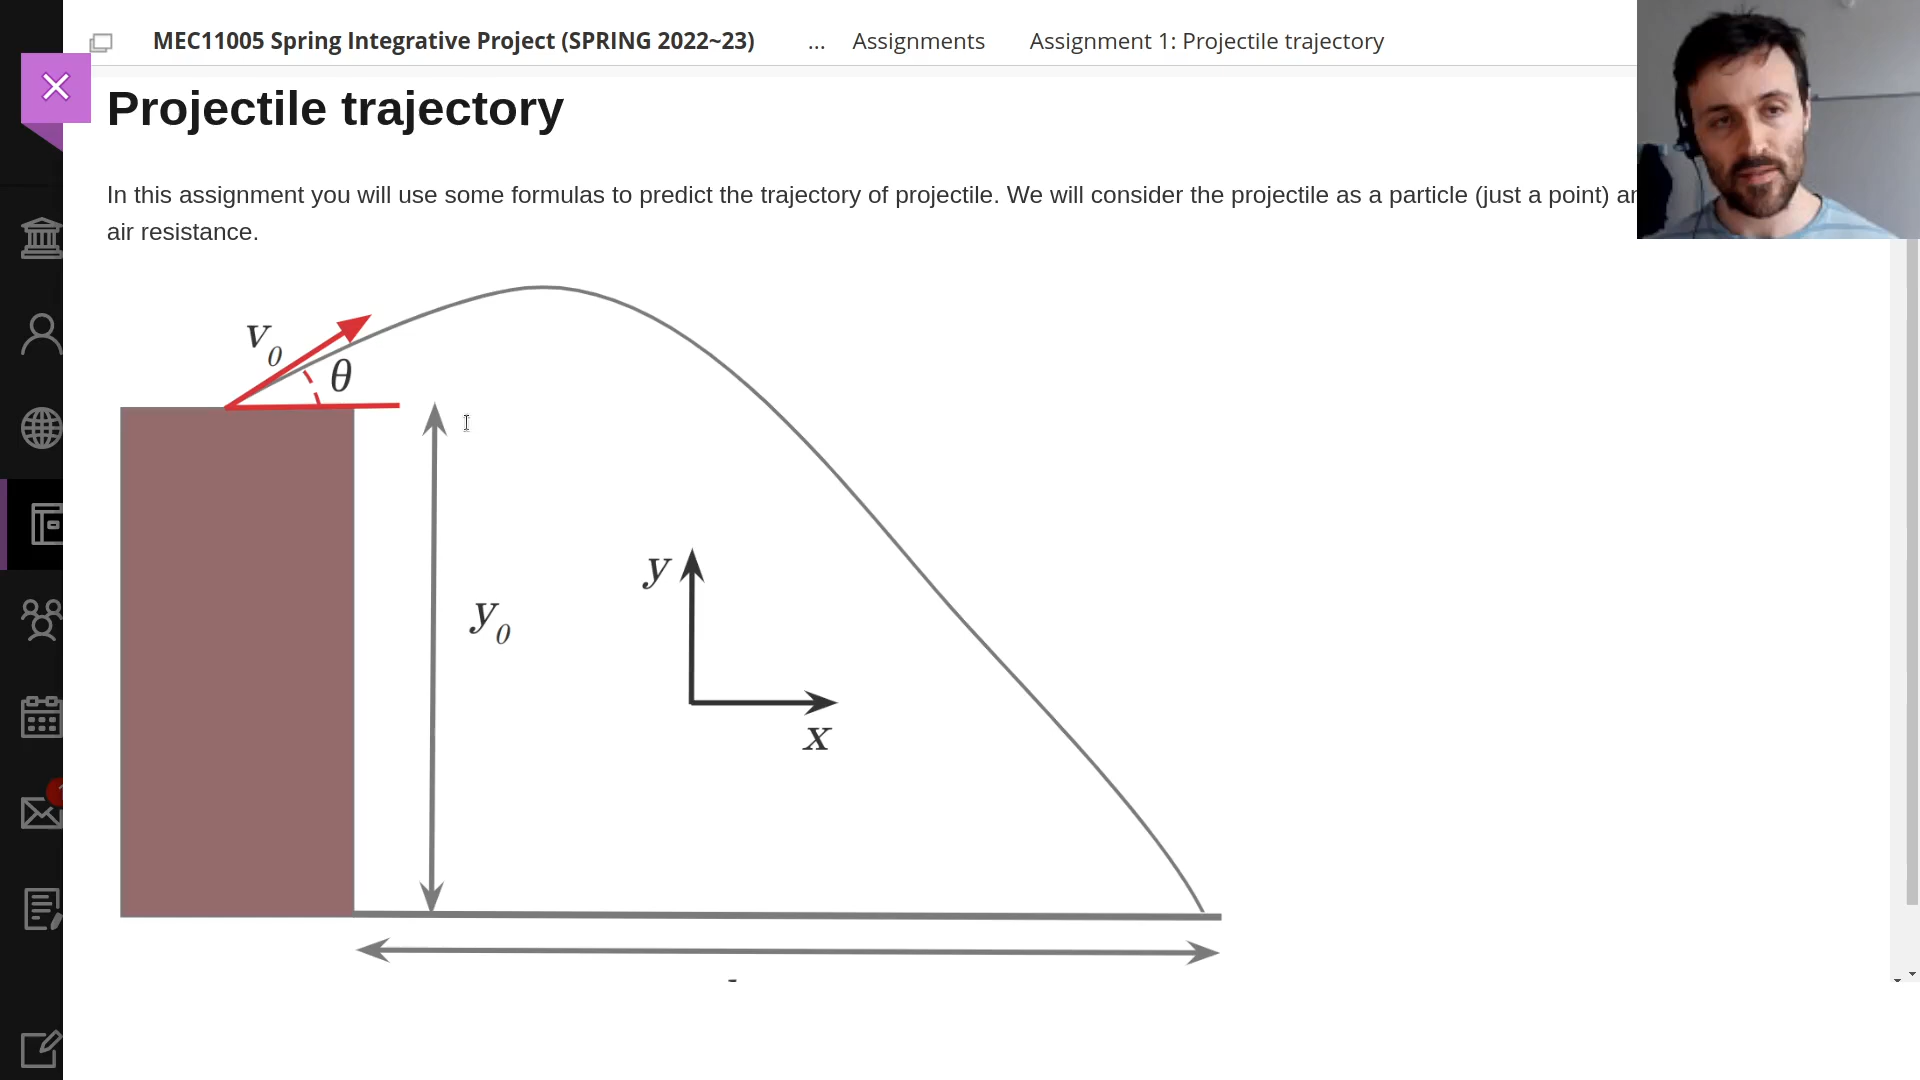 MEC11005 Spring Integrative Project (SPRING 2022~23) ... Assignments Assignment 1: Projectile trajectory
Projectile trajectory
In this assignment you will use some formulas to predict the trajectory of projectile. We will consider the projectile as a particle (just a point)
air resistance.
v0
θ
y
y0
x